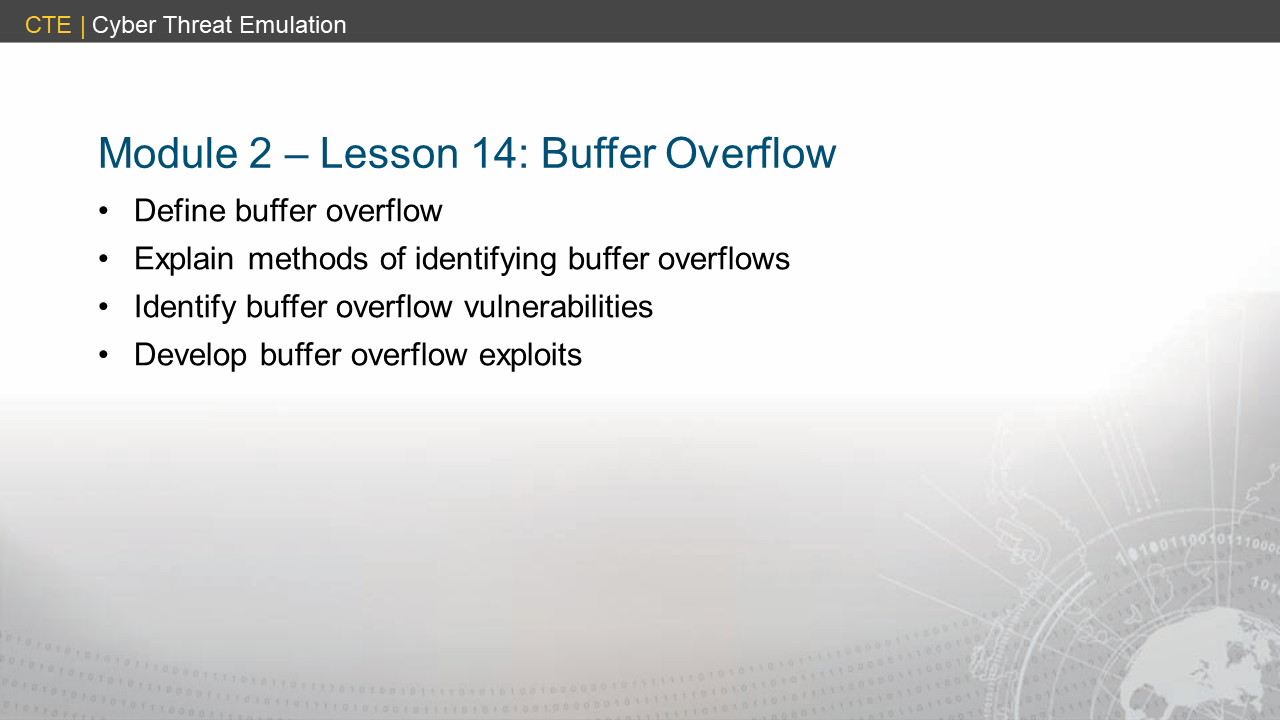 CTE | Cyber Threat Emulation
Module 2 – Lesson 14: Buffer Overflow
• Define buffer overflow
• Explain methods of identifying buffer overflows
• Identify buffer overflow vulnerabilities
• Develop buffer overflow exploits